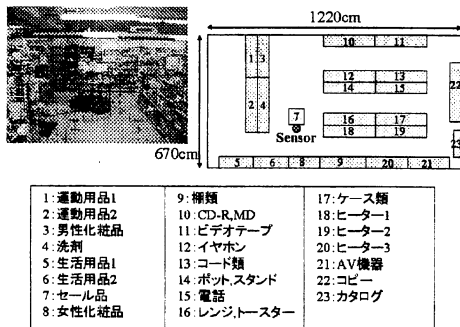 1220cm
670cm
1 3
2 4
10 11
12 13
14 15
16 17
18 19
22
23
7
Sensor
5 6 8 9 20 21
1:運動用品1
2:運動用品2
3:男性化粧品
4:洗剤
5:生活用品1
6:生活用品2
7:セール品
8:女性化粧品
9:棚類
10:CD-R,MD
11:ビデオテープ
12:イヤホン
13:コード類
14:ポット,スタンド
15:電話
16:レンジ,トースター
17:ケース類
18:ヒーター1
19:ヒーター2
20:ヒーター3
21:AV機器
22:コピー
23:カタログ